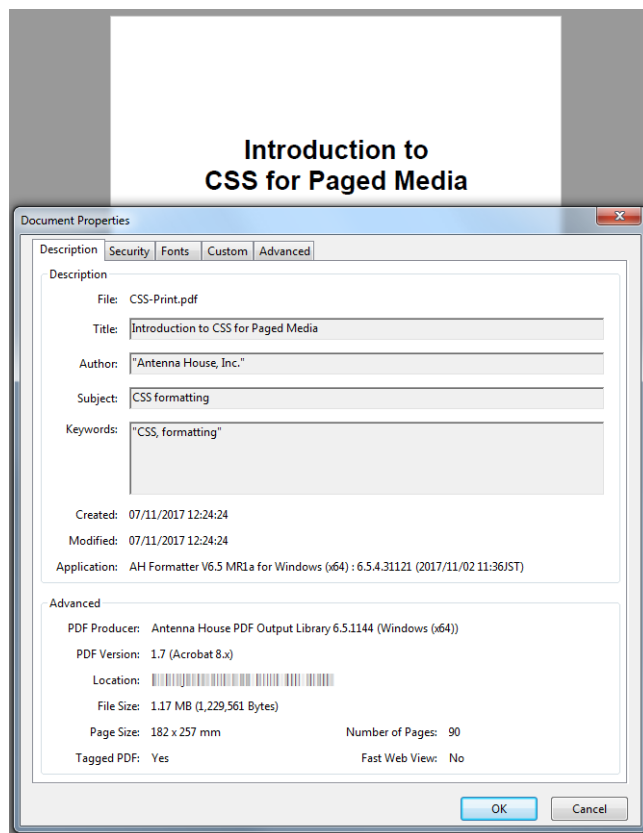 Introduction to
CSS for Paged Media
Document Properties
Description Security Fonts Custom Advanced
Description
File: CSS-Print.pdf
Title: Introduction to CSS for Paged Media
Author: "Antenna House, Inc."
Subject: CSS formatting
Keywords: "CSS, formatting"
Created: 07/11/2017 12:24:24
Modified: 07/11/2017 12:24:24
Application: AH Formatter V6.5 MR1a for Windows (x64) : 6.5.4.31121 (2017/11/02 11:36JST)
Advanced
PDF Producer: Antenna House PDF Output Library 6.5.1144 (Windows (x64))
PDF Version: 1.7 (Acrobat 8.x)
Location:
File Size: 1.17 MB (1,229,561 Bytes)
Page Size: 182 x 257 mm Number of Pages: 90
Tagged PDF: Yes Fast Web View: No
OK Cancel